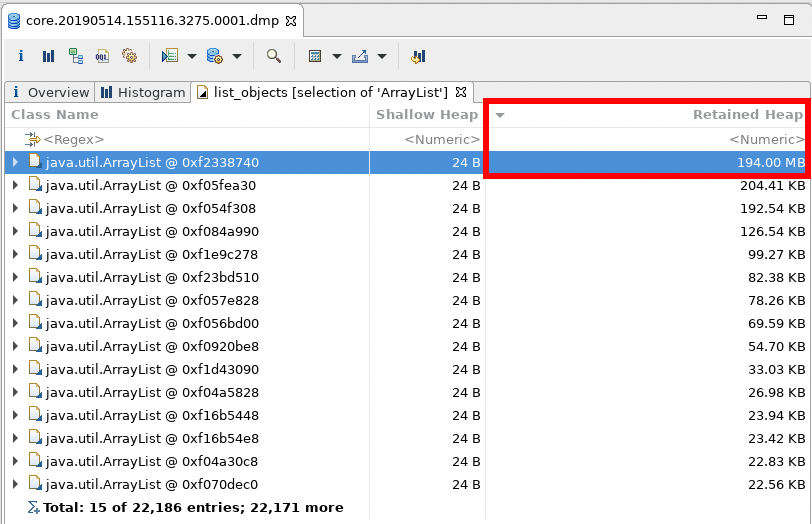 core.20190514.155116.3275.0001.dmp
i OQL
i Overview Histogram list_objects [selection of 'ArrayList']
Class Name Shallow Heap Retained Heap
<Regex> <Numeric> <Numeric>
java.util.ArrayList @ 0xf2338740 24 B 194.00 MB
java.util.ArrayList @ 0xf05fea30 24 B 204.41 KB
java.util.ArrayList @ 0xf054f308 24 B 192.54 KB
java.util.ArrayList @ 0xf084a990 24 B 126.54 KB
java.util.ArrayList @ 0xf1e9c278 24 B 99.27 KB
java.util.ArrayList @ 0xf23bd510 24 B 82.38 KB
java.util.ArrayList @ 0xf057e828 24 B 78.26 KB
java.util.ArrayList @ 0xf056bd00 24 B 69.59 KB
java.util.ArrayList @ 0xf0920be8 24 B 54.70 KB
java.util.ArrayList @ 0xf1d43090 24 B 33.03 KB
java.util.ArrayList @ 0xf04a5828 24 B 26.98 KB
java.util.ArrayList @ 0xf16b5448 24 B 23.94 KB
java.util.ArrayList @ 0xf16b54e8 24 B 23.42 KB
java.util.ArrayList @ 0xf04a30c8 24 B 22.83 KB
java.util.ArrayList @ 0xf070dec0 24 B 22.56 KB
Total: 15 of 22,186 entries; 22,171 more